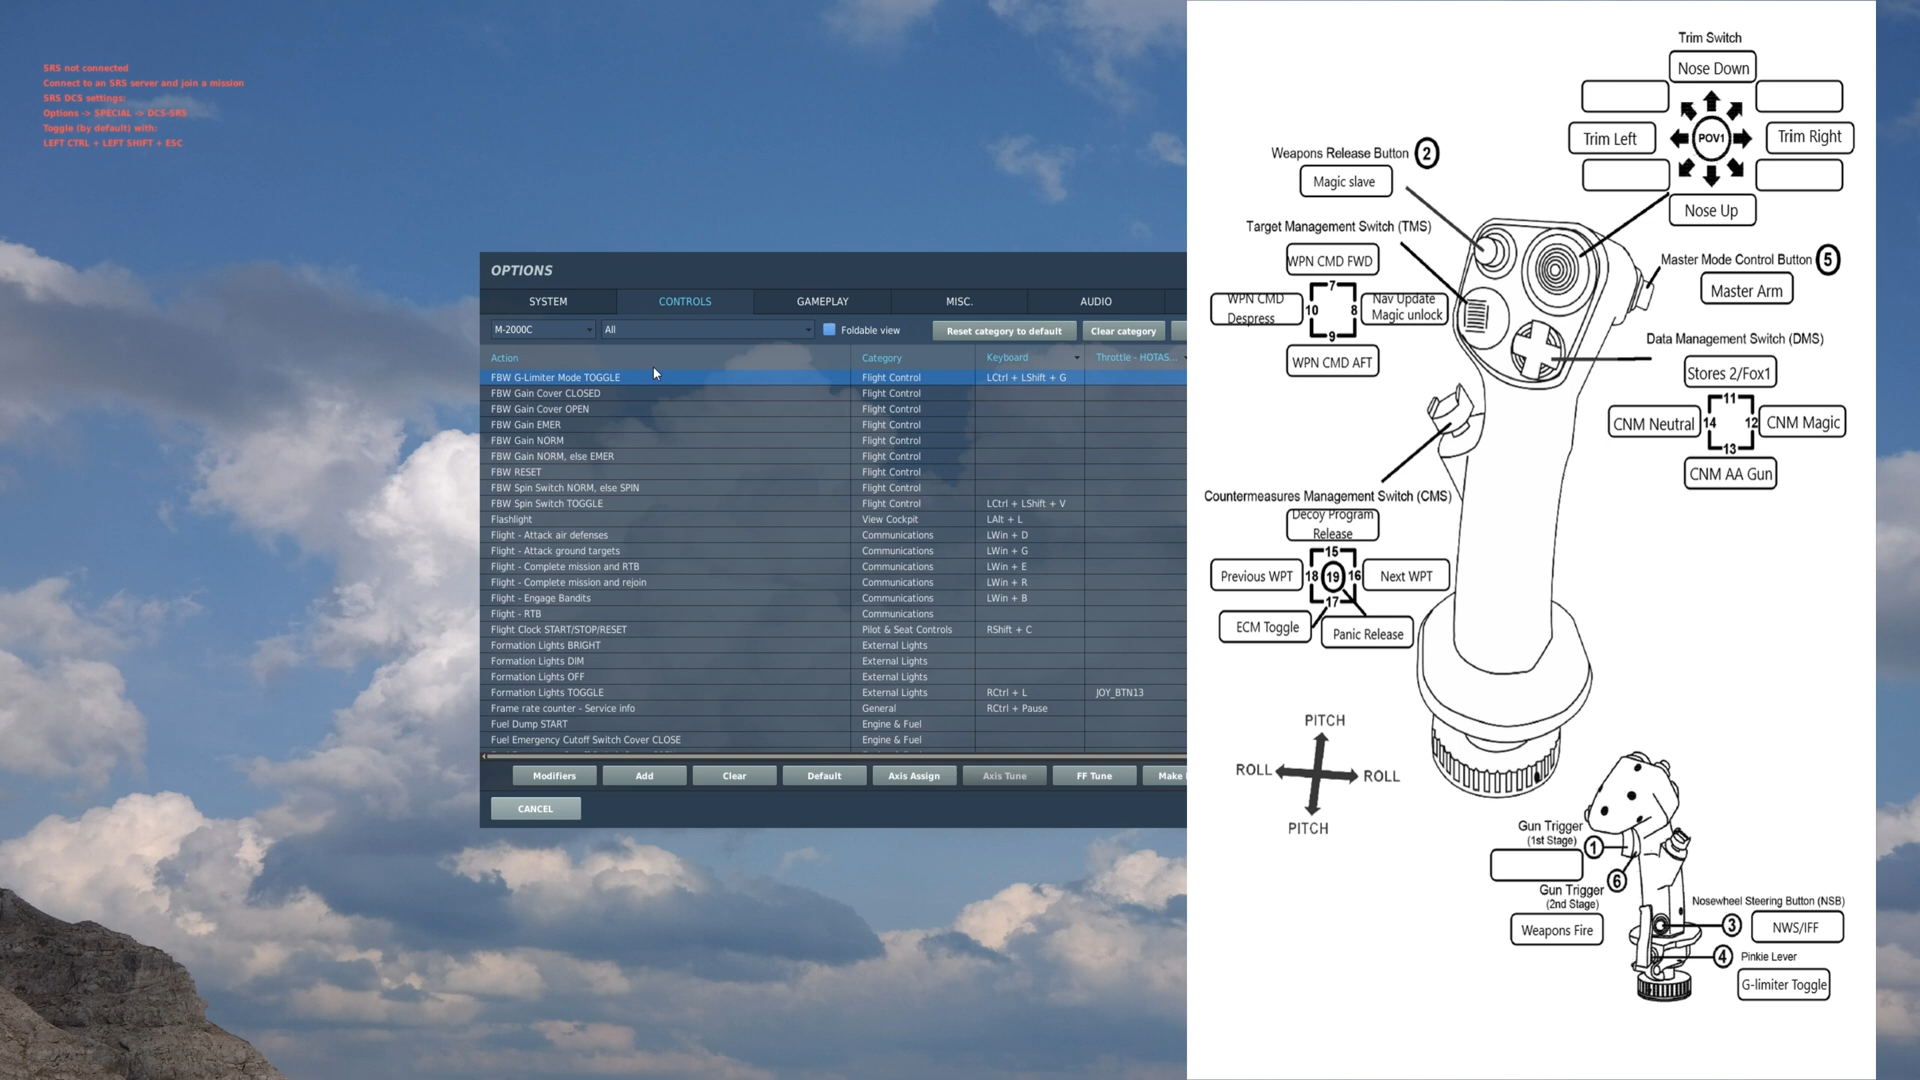 SRS not connected
Connect to an SRS server and join a mission
SRS DCS settings:
Options -> SPECIAL -> DCS-SRS
Toggle (by default) with:
LEFT CTRL + LEFT SHIFT + ESC
OPTIONS
SYSTEM CONTROLS GAMEPLAY MISC. AUDIO
M-2000C All Foldable view Reset category to default Clear category
Action Category Keyboard Throttle - HOTAS...
FBW G-Limiter Mode TOGGLE Flight Control LCtrl + LShift + G
FBW Gain Cover CLOSED Flight Control
FBW Gain Cover OPEN Flight Control
FBW Gain EMER Flight Control
FBW Gain NORM Flight Control
FBW Gain NORM, else EMER Flight Control
FBW RESET Flight Control
FBW Spin Switch NORM, else SPIN Flight Control
FBW Spin Switch TOGGLE Flight Control LCtrl + LShift + V
Flashlight View Cockpit LAlt + L
Flight - Attack air defenses Communications LWin + D
Flight - Attack ground targets Communications LWin + G
Flight - Complete mission and RTB Communications LWin + E
Flight - Complete mission and rejoin Communications LWin + R
Flight - Engage Bandits Communications LWin + B
Flight - RTB Communications
Flight Clock START/STOP/RESET Pilot & Seat Controls RShift + C
Formation Lights BRIGHT External Lights
Formation Lights DIM External Lights
Formation Lights OFF External Lights
Formation Lights TOGGLE External Lights RCtrl + L JOY_BTN13
Frame rate counter - Service info General RCtrl + Pause
Fuel Dump START Engine & Fuel
Fuel Emergency Cutoff Switch Cover CLOSE Engine & Fuel
Modifiers Add Clear Default Axis Assign Axis Tune FF Tune Make
CANCEL
Trim Switch
Nose Down
Trim Left POV1 Trim Right
Nose Up
Weapons Release Button 2
Magic slave
Target Management Switch (TMS)
WPN CMD FWD
7
WPN CMD
Despress
10 8
Nav Update
Magic unlock
9
WPN CMD AFT
Master Mode Control Button 5
Master Arm
Data Management Switch (DMS)
Stores 2/Fox1
11
CNM Neutral 14 12 CNM Magic
13
CNM AA Gun
Countermeasures Management Switch (CMS)
Decoy Program
Release
15
Previous WPT 18 19 16 Next WPT
17
ECM Toggle Panic Release
PITCH
ROLL ROLL
PITCH
Gun Trigger
(1st Stage) 1
6
Gun Trigger
(2nd Stage)
Weapons Fire
Nosewheel Steering Button (NSB)
3 NWS/IFF
4 Pinkie Lever
G-limiter Toggle